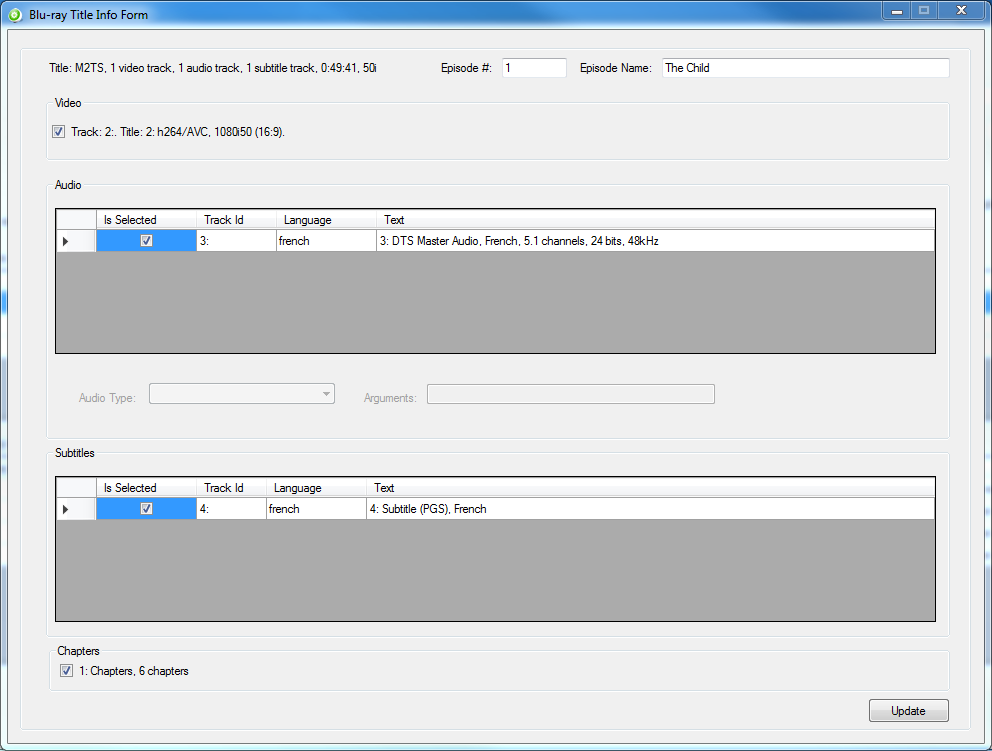 Blu-ray Title Info Form
Title: M2TS, 1 video track, 1 audio track, 1 subtitle track, 0:49:41, 50i Episode #: 1 Episode Name: The Child
Video
Track: 2:. Title: 2: h264/AVC, 1080i50 (16:9).
Audio
Is Selected Track Id Language Text
3: french 3: DTS Master Audio, French, 5.1 channels, 24 bits, 48kHz
Audio Type: Arguments:
Subtitles
Is Selected Track Id Language Text
4: french 4: Subtitle (PGS), French
Chapters
1: Chapters, 6 chapters
Update